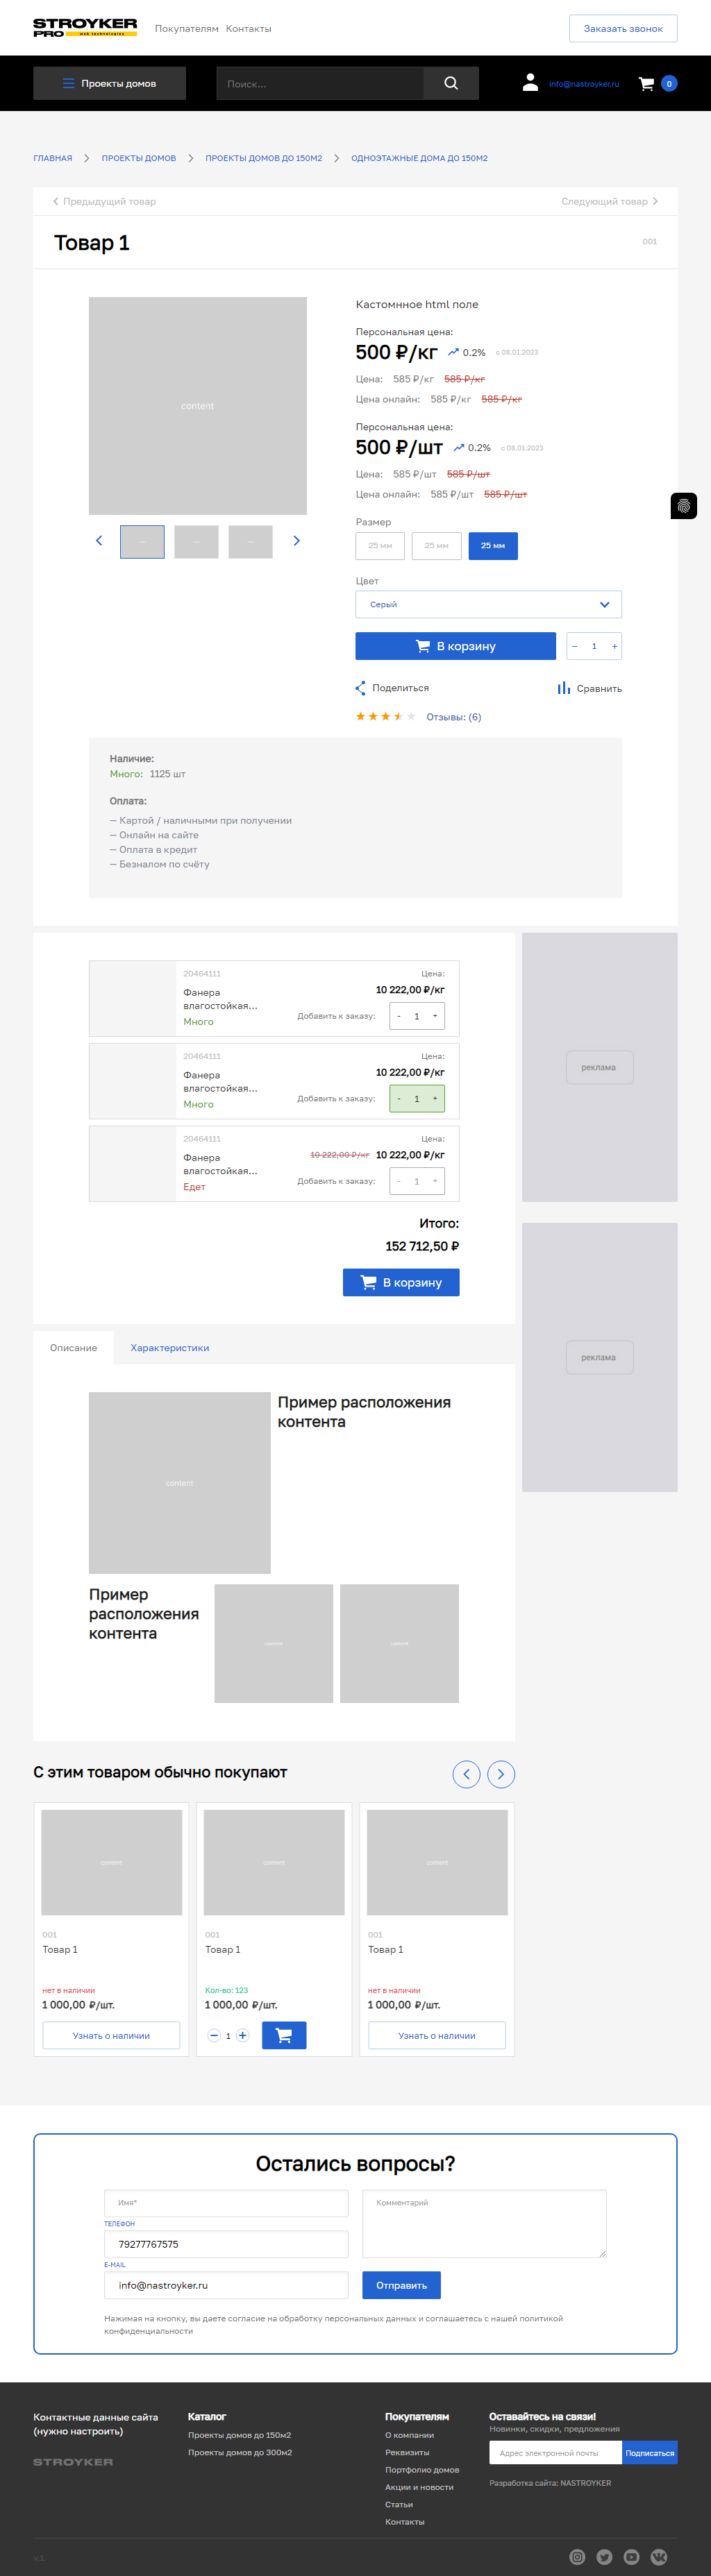 STROYKER
PRO web technologies
Покупателям Контакты
Заказать звонок
Проекты домов
Поиск...
info@nastroyker.ru
0
ГЛАВНАЯ
ПРОЕКТЫ ДОМОВ
ПРОЕКТЫ ДОМОВ ДО 150М2
ОДНОЭТАЖНЫЕ ДОМА ДО 150М2
Предыдущий товар
Следующий товар
Товар 1
001
content
Кастомнное html поле
Персональная цена:
500 ₽/кг 0.2% с 08.01.2023
Цена: 585 ₽/кг 585 ₽/кг
Цена онлайн: 585 ₽/кг 585 ₽/кг
Персональная цена:
500 ₽/шт 0.2% с 08.01.2023
Цена: 585 ₽/шт 585 ₽/шт
Цена онлайн: 585 ₽/шт 585 ₽/шт
Размер
25 мм 25 мм 25 мм
Цвет
Серый
В корзину
– 1 +
Поделиться
Сравнить
Отзывы: (6)
Наличие:
Много: 1125 шт
Оплата:
— Картой / наличными при получении
— Онлайн на сайте
— Оплата в кредит
— Безналом по счёту
20464111
Цена:
Фанера
влагостойкая...
10 222,00 ₽/кг
Много
Добавить к заказу:
- 1 +
20464111
Цена:
Фанера
влагостойкая...
10 222,00 ₽/кг
Много
Добавить к заказу:
- 1 +
20464111
Цена:
Фанера
влагостойкая...
10 222,00 ₽/кг 10 222,00 ₽/кг
Едет
Добавить к заказу:
- 1 +
Итого:
152 712,50 ₽
В корзину
реклама
реклама
Описание
Характеристики
content
Пример расположения
контента
Пример
расположения
контента
content
content
С этим товаром обычно покупают
content
001
Товар 1
нет в наличии
1 000,00 ₽/шт.
Узнать о наличии
content
001
Товар 1
Кол-во: 123
1 000,00 ₽/шт.
– 1 +
content
001
Товар 1
нет в наличии
1 000,00 ₽/шт.
Узнать о наличии
Остались вопросы?
Имя*
ТЕЛЕФОН
79277767575
E-MAIL
info@nastroyker.ru
Комментарий
Отправить
Нажимая на кнопку, вы даете согласие на обработку персональных данных и соглашаетесь с нашей политикой
конфиденциальности
Контактные данные сайта
(нужно настроить)
STROYKER
Каталог
Проекты домов до 150м2
Проекты домов до 300м2
Покупателям
О компании
Реквизиты
Портфолио домов
Акции и новости
Статьи
Контакты
Оставайтесь на связи!
Новинки, скидки, предложения
Адрес электронной почты
Подписаться
Разработка сайта: NASTROYKER